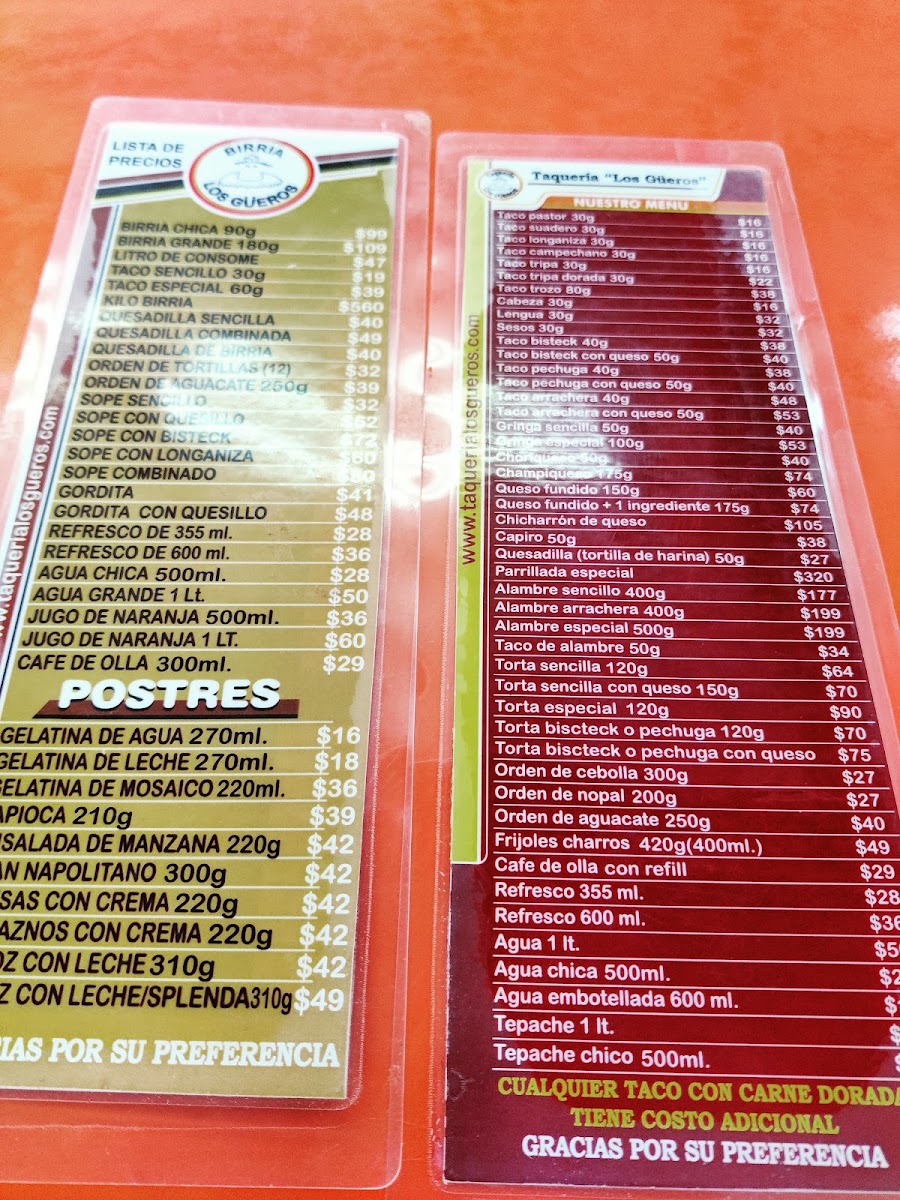 LISTA DE
PRECIOS
BIRRIA
LOS GÜEROS
BIRRIA CHICA 90g $99
BIRRIA GRANDE 180g $109
LITRO DE CONSOME $47
TACO SENCILLO 30g $19
TACO ESPECIAL 60g $39
KILO BIRRIA $560
QUESADILLA SENCILLA $40
QUESADILLA COMBINADA $49
QUESADILLA DE BIRRIA $40
ORDEN DE TORTILLAS (12) $32
ORDEN DE AGUACATE 250g $39
SOPE SENCILLO $32
SOPE CON QUESILLO $52
SOPE CON BISTECK $72
SOPE CON LONGANIZA $60
SOPE COMBINADO
GORDITA $41
GORDITA CON QUESILLO $48
REFRESCO DE 355 ml. $28
REFRESCO DE 600 ml. $36
AGUA CHICA 500ml. $28
AGUA GRANDE 1 Lt. $50
JUGO DE NARANJA 500ml. $36
JUGO DE NARANJA 1 LT. $60
CAFE DE OLLA 300ml. $29
POSTRES
GELATINA DE AGUA 270ml. $16
GELATINA DE LECHE 270ml. $18
GELATINA DE MOSAICO 220ml. $36
APIOCA 210g $39
NSALADA DE MANZANA 220g $42
AN NAPOLITANO 300g $42
SAS CON CREMA 220g $42
AZNOS CON CREMA 220g $42
OZ CON LECHE 310g $42
Z CON LECHE/SPLENDA 310g $49
IAS POR SU PREFERENCIA
w.taquerialosgueros.com
Taquería "Los Güeros"
NUESTRO MENU
Taco pastor 30g $16
Taco suadero 30g $16
Taco longaniza 30g $16
Taco campechano 30g $16
Taco tripa 30g $16
Taco tripa dorada 30g $22
Taco trozo 80g $38
Cabeza 30g $16
Lengua 30g $32
Sesos 30g $32
Taco bisteck 40g $38
Taco bisteck con queso 50g $40
Taco pechuga 40g $38
Taco pechuga con queso 50g $40
Taco arrachera 40g $48
Taco arrachera con queso 50g $53
Gringa sencilla 50g $40
Gringa especial 100g $53
Choriqueso 50g $40
Champiqueso 175g $74
Queso fundido 150g $60
Queso fundido + 1 ingrediente 175g $74
Chicharrón de queso $105
Capiro 50g $38
Quesadilla (tortilla de harina) 50g $27
Parrillada especial $320
Alambre sencillo 400g $177
Alambre arrachera 400g $199
Alambre especial 500g $199
Taco de alambre 50g $34
Torta sencilla 120g $64
Torta sencilla con queso 150g $70
Torta especial 120g $90
Torta biscteck o pechuga 120g $70
Torta biscteck o pechuga con queso $75
Orden de cebolla 300g $27
Orden de nopal 200g $27
Orden de aguacate 250g $40
Frijoles charros 420g(400ml.) $49
Cafe de olla con refill $29
Refresco 355 ml. $28
Refresco 600 ml. $36
Agua 1 lt. $5
Agua chica 500ml. $2
Agua embotellada 600 ml. $1
Tepache 1 lt. $
Tepache chico 500ml.
www.taquerialosgueros.com
CUALQUIER TACO CON CARNE DORADA
TIENE COSTO ADICIONAL
GRACIAS POR SU PREFERENCIA